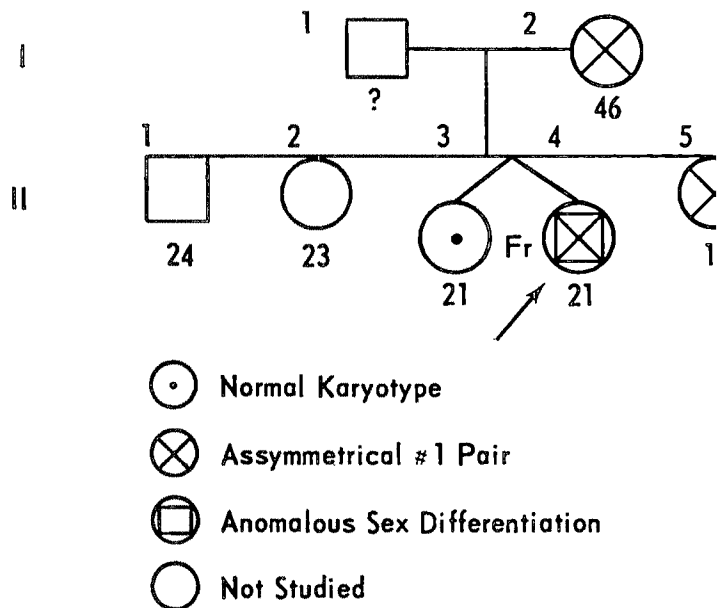 I 1 2
? 46
1 2 3 4 5
II
24 23 21 Fr 21 1
Normal Karyotype
Assymmetrical #1 Pair
Anomalous Sex Differentiation
Not Studied